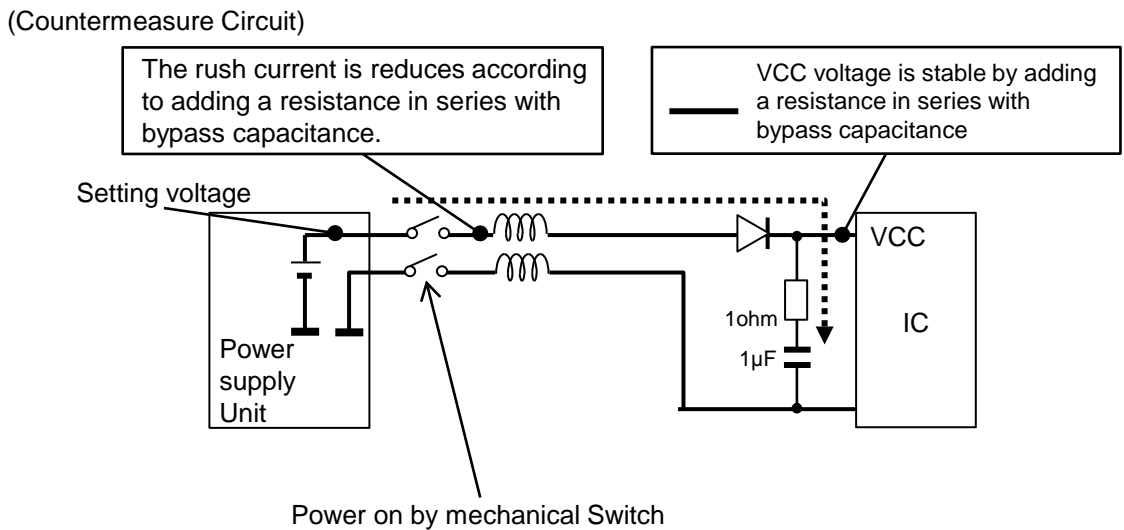 (Countermeasure Circuit)
The rush current is reduces according
to adding a resistance in series with
bypass capacitance.
VCC voltage is stable by adding
a resistance in series with
bypass capacitance
Setting voltage
VCC
IC
1ohm
1μF
Power
supply
Unit
Power on by mechanical Switch